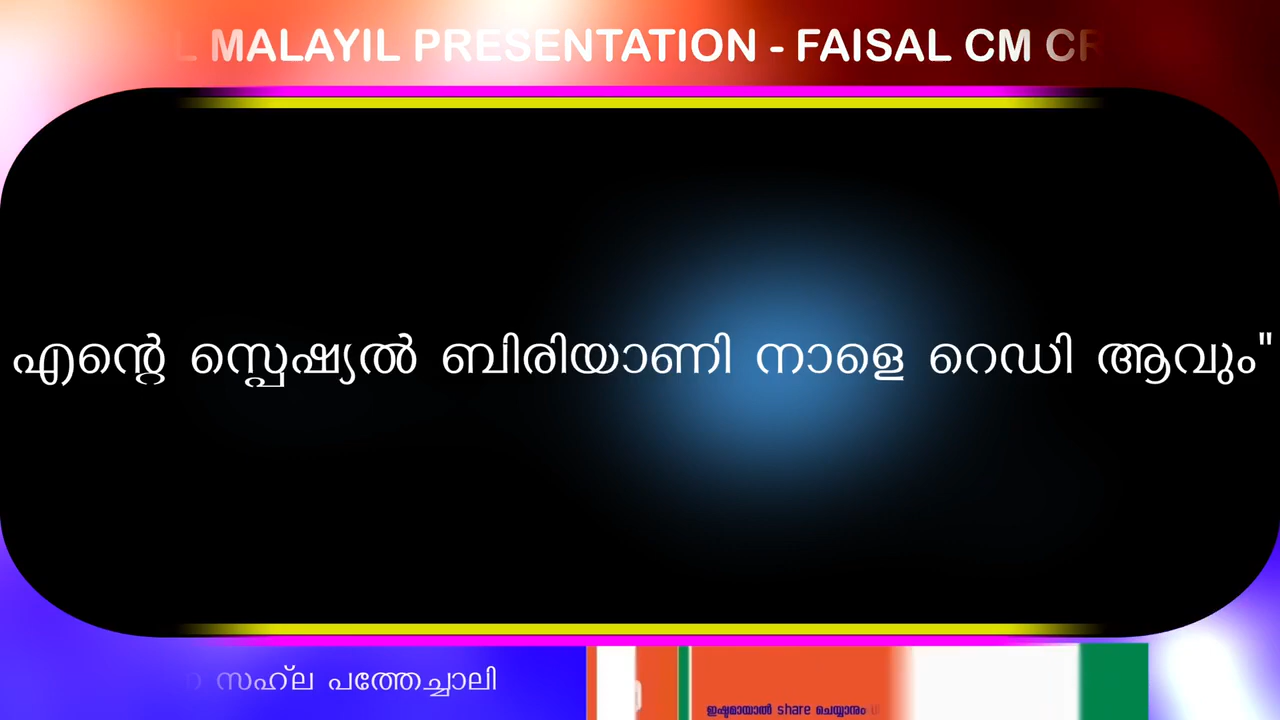 MALAYIL PRESENTATION - FAISAL CM
എന്റെ സ്പെഷ്യൽ ബിരിയാണി നാളെ റെഡി ആവും"
സഹ്‌ല പത്തേച്ചാലി
ഇഷ്ടമായാൽ share ചെയ്യാനും